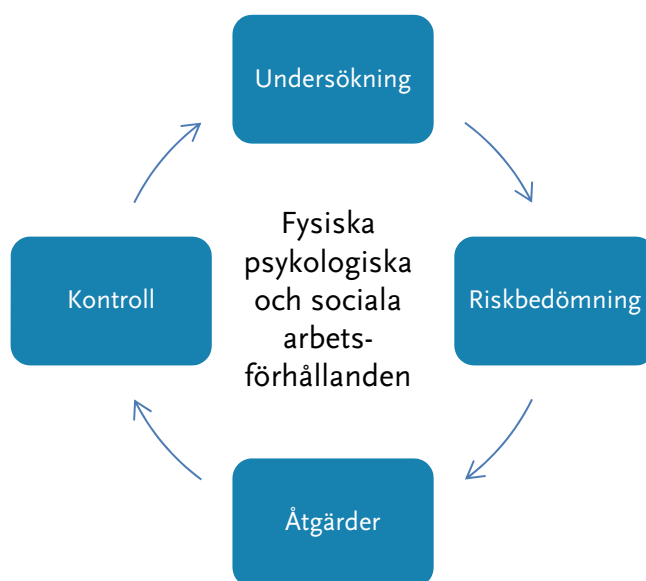 Undersökning
Fysiska
psykologiska
och sociala
arbets-
förhållanden
Kontroll
Riskbedömning
Åtgärder